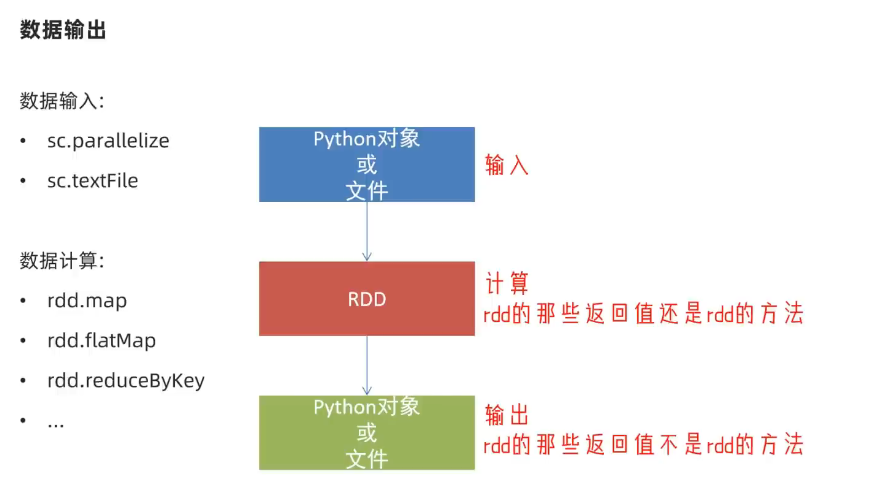 数据输出
数据输入：
• sc.parallelize
• sc.textFile
数据计算：
• rdd.map
• rdd.flatMap
• rdd.reduceByKey
• ...
Python对象
或
文件
输入
RDD
计算
rdd的那些返回值还是rdd的方法
Python对象
或
文件
输出
rdd的那些返回值不是rdd的方法